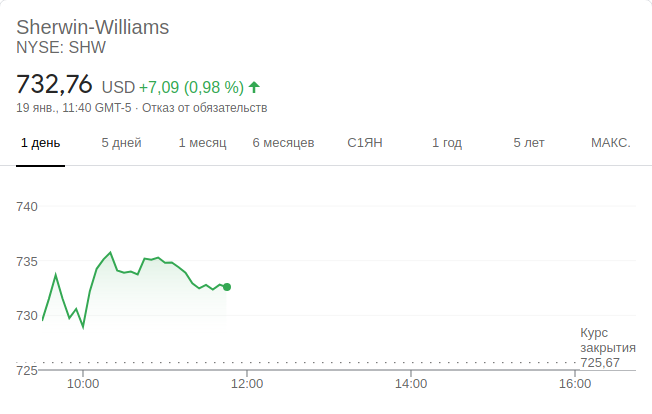 Sherwin-Williams
NYSE: SHW
732,76 USD +7,09 (0,98 %)
19 янв., 11:40 GMT-5 · Отказ от обязательств
1 день 5 дней 1 месяц 6 месяцев С1ЯН 1 год 5 лет МАКС.
740
735
730
Курс
закрытия
725,67
725
10:00 12:00 14:00 16:00